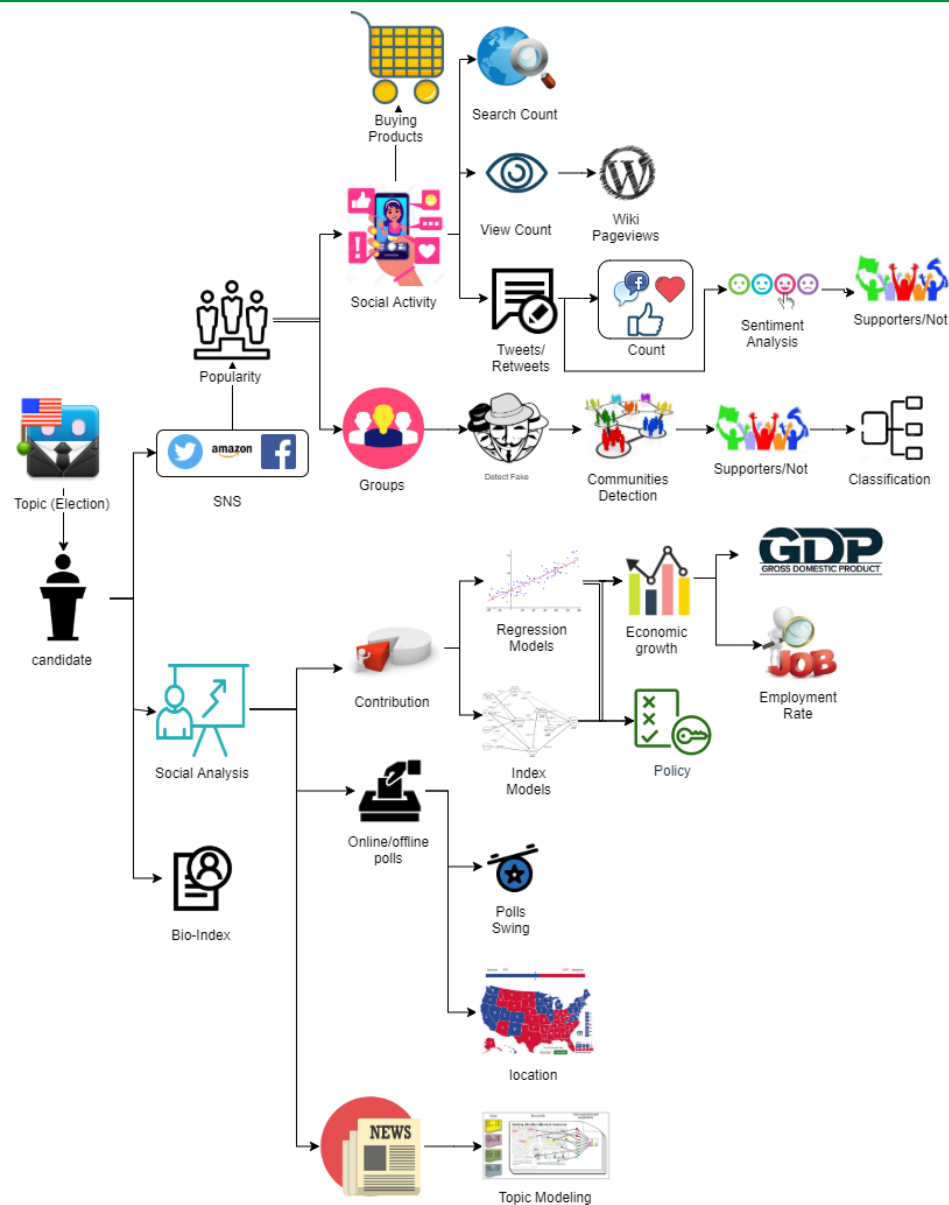 Buying
Products
Search Count
View Count
Wiki
Pageviews
Social Activity
Tweets/
Retweets
Count
Sentiment
Analysis
Supporters/Not
Popularity
amazon
SNS
Groups
Detect Fake
Communities
Detection
Supporters/Not
Classification
Topic (Election)
candidate
GDP
GROSS DOMESTIC PRODUCT
Regression
Models
Economic
growth
JOB
Employment
Rate
Contribution
Index
Models
Policy
Social Analysis
Online/offline
polls
Polls
Swing
Bio-Index
location
NEWS
Topic Modeling